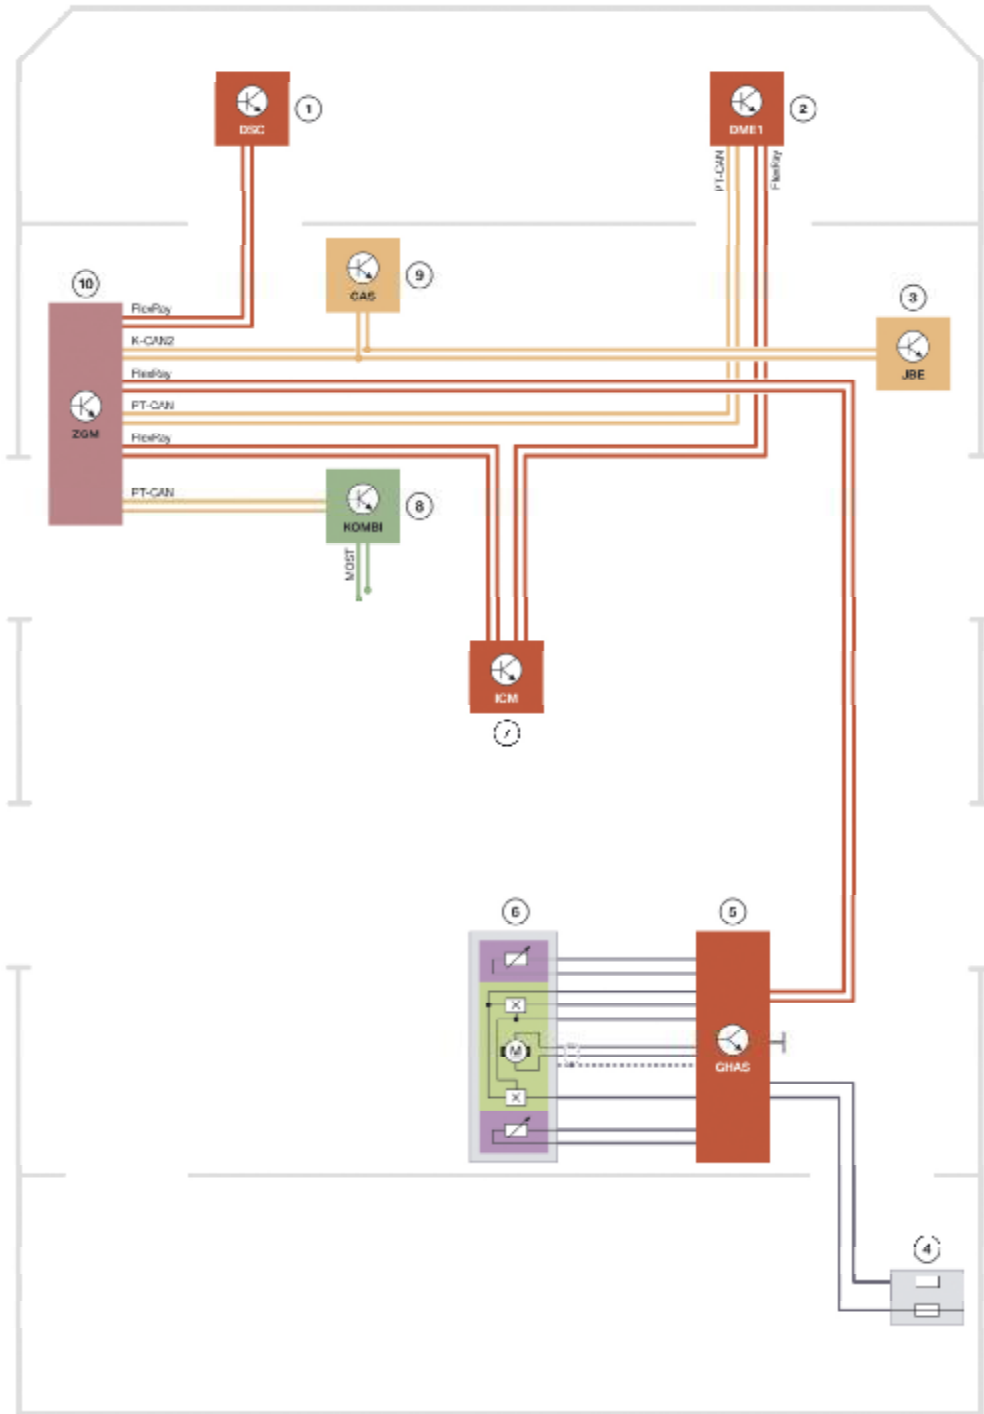 1
2
DSC
DME1
PT-CAN
FlexRay
9
CAS
10
3
FlexRay
K-CAN2
JBE
FlexRay
PT-CAN
ZGM
FlexRay
PT-CAN
8
KOMBI
MOST
ICM
7
6
5
M
GHAS
4